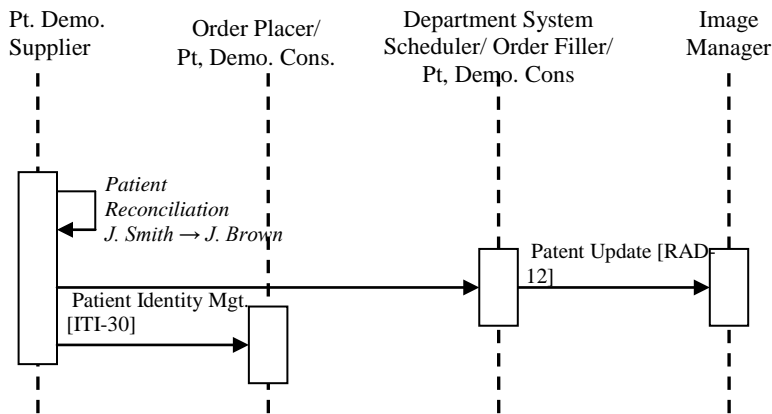 Pt. Demo.
Supplier
Order Placer/
Pt, Demo. Cons.
Department System
Scheduler/ Order Filler/
Pt, Demo. Cons
Image
Manager
Patient
Reconciliation
J. Smith → J. Brown
Patent Update [RAD-
12]
Patient Identity Mgt.
[ITI-30]